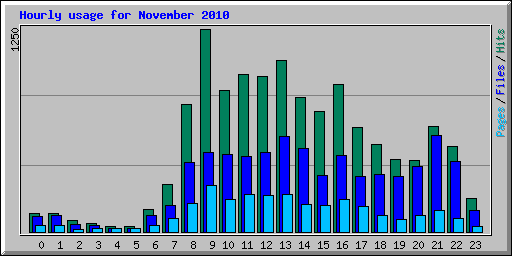 Hourly usage for November 2010
1250
Pages/Files/Hits
0 1 2 3 4 5 6 7 8 9 10 11 12 13 14 15 16 17 18 19 20 21 22 23